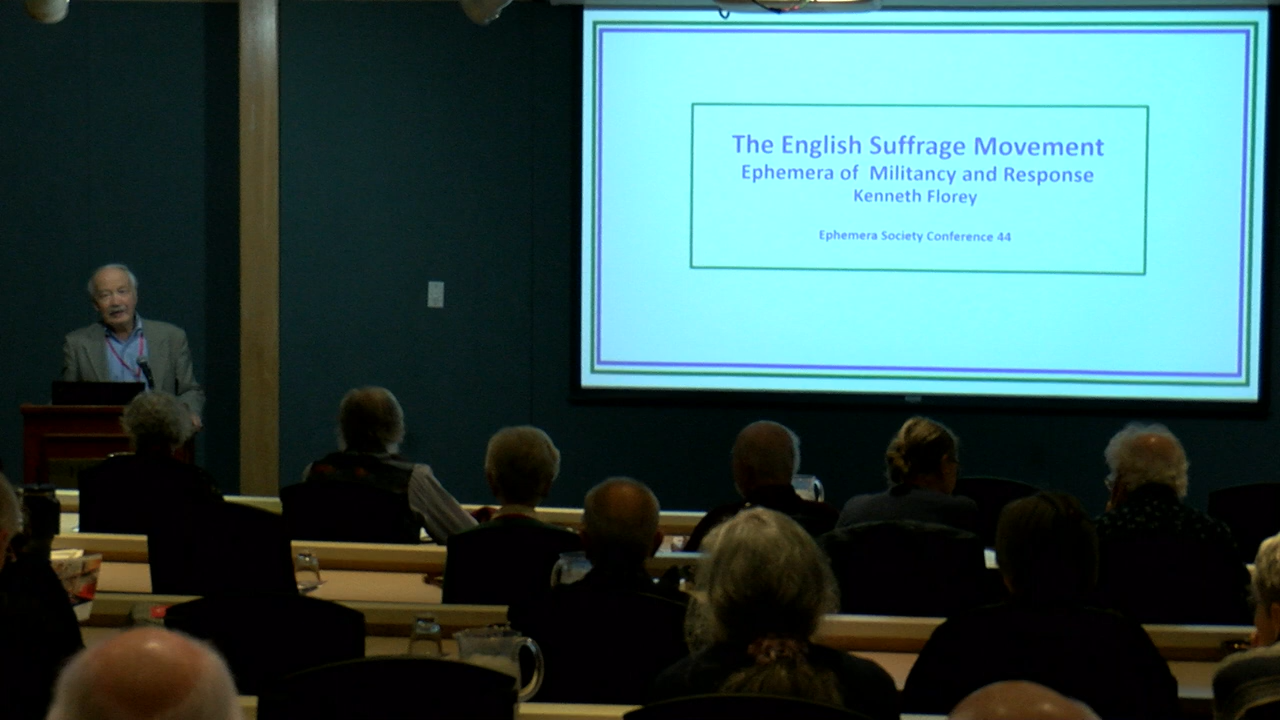 The English Suffrage Movement
Ephemera of Militancy and Response
Kenneth Florey
Ephemera Society Conference 44